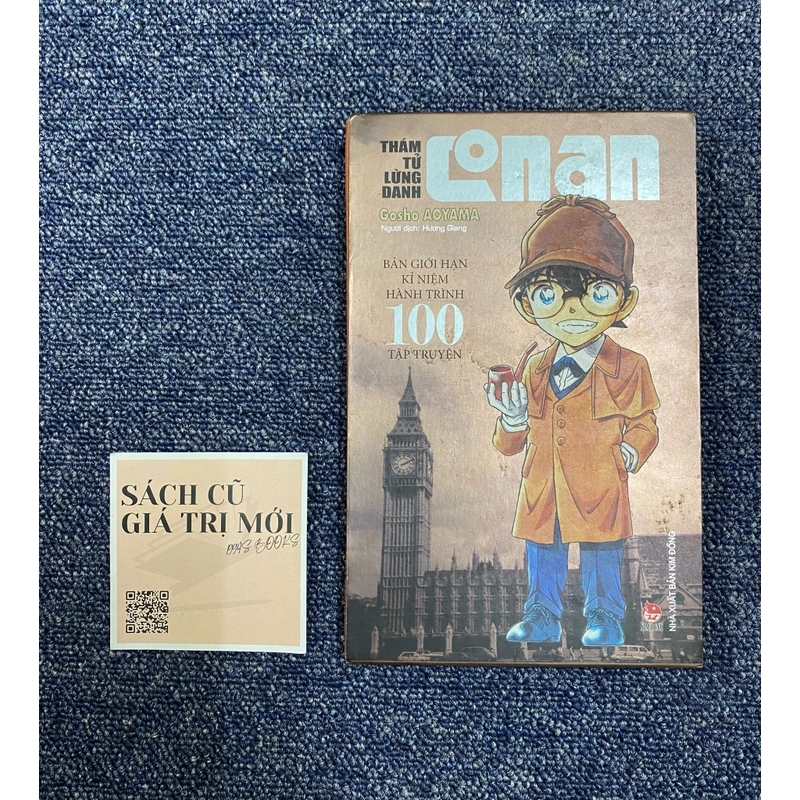 THÁM
TỬ
LỪNG
DANH
Conan
Gosho AOYAMA
Người dịch: Hương Giang
BẢN GIỚI HẠN
KỈ NIỆM
HÀNH TRÌNH
100
TẬP TRUYỆN
NHÀ XUẤT BẢN KIM ĐỒNG
SÁCH CŨ
GIÁ TRỊ MỚI